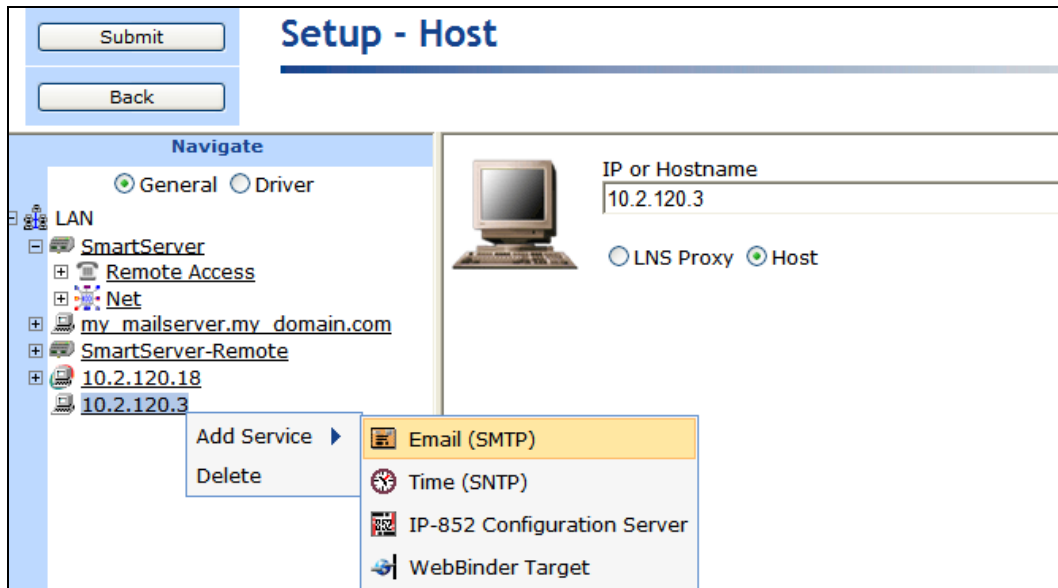 Submit
Setup - Host
Back
Navigate
General Driver
LAN
SmartServer
Remote Access
Net
my_mailserver.my_domain.com
SmartServer-Remote
10.2.120.18
10.2.120.3
IP or Hostname
10.2.120.3
LNS Proxy Host
Add Service
Delete
Email (SMTP)
Time (SNTP)
IP-852 Configuration Server
WebBinder Target